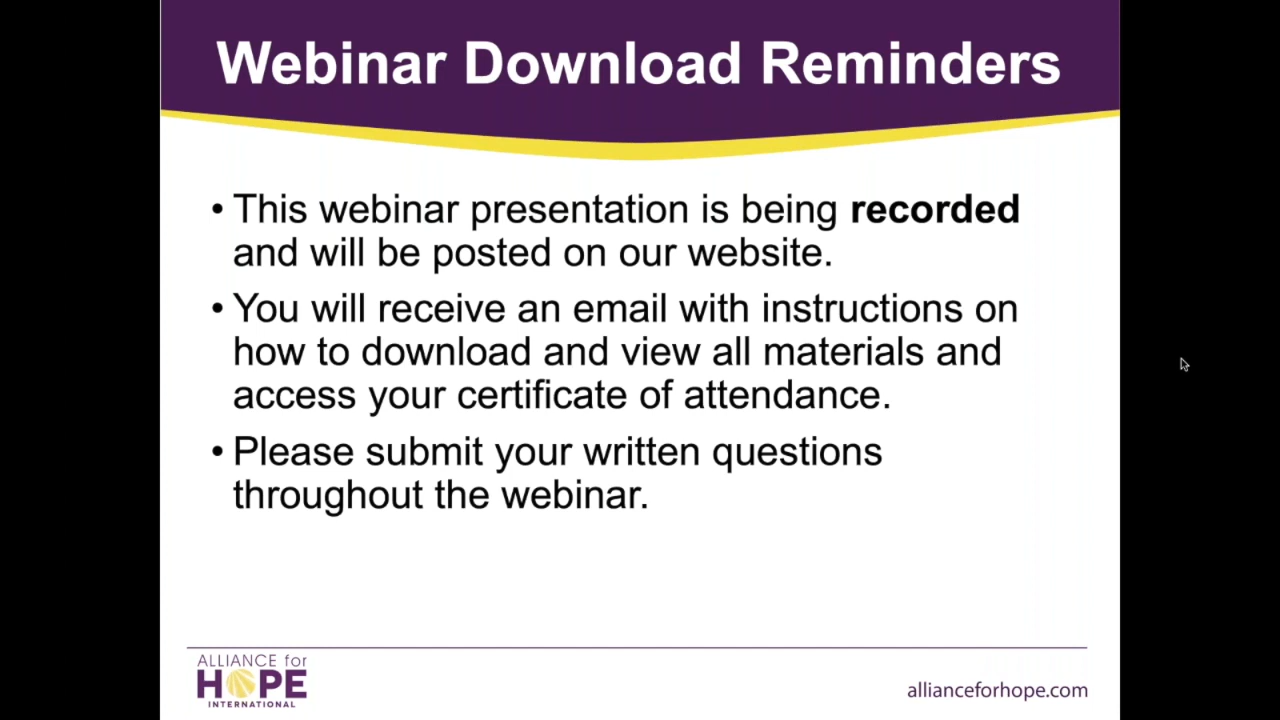 Webinar Download Reminders
• This webinar presentation is being recorded
and will be posted on our website.
• You will receive an email with instructions on
how to download and view all materials and
access your certificate of attendance.
• Please submit your written questions
throughout the webinar.
ALLIANCE for
HOPE
INTERNATIONAL
allianceforhope.com